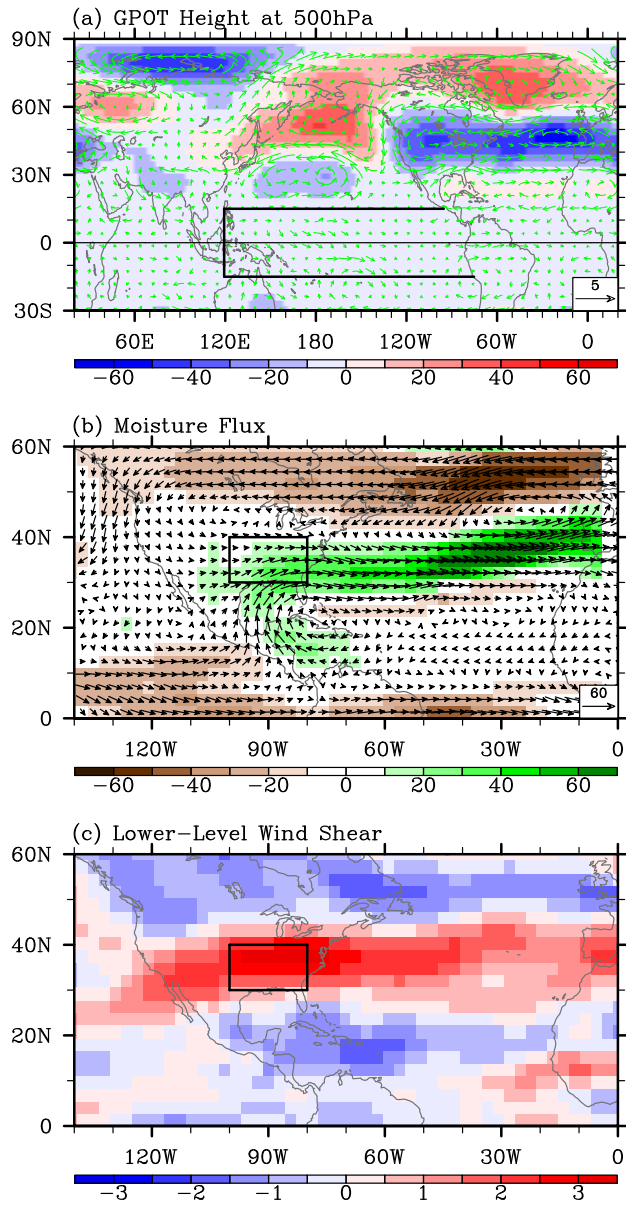 (a) GPOT Height at 500hPa
90N
60N
30N
0
30S
5
60E 120E 180 120W 60W 0
−60 −40 −20 0 20 40 60
(b) Moisture Flux
60N
40N
20N
0
60
120W 90W 60W 30W 0
−60 −40 −20 0 20 40 60
(c) Lower−Level Wind Shear
60N
40N
20N
0
120W 90W 60W 30W 0
−3 −2 −1 0 1 2 3